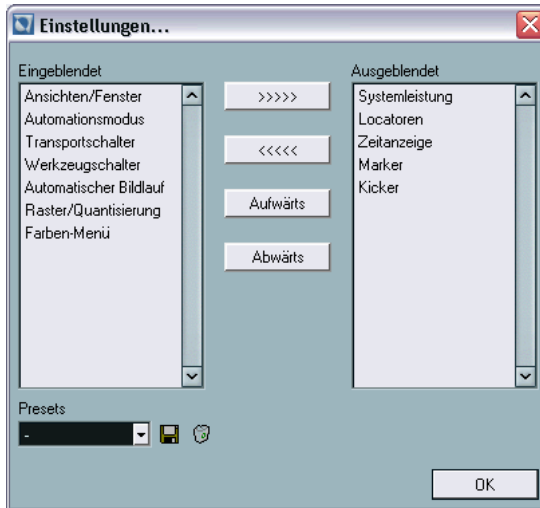 Einstellungen...
Eingeblendet
Ansichten/Fenster
Automationsmodus
Transportschalter
Werkzeugschalter
Automatischer Bildlauf
Raster/Quantisierung
Farben-Menü
>>>>>
<<<<<
Aufwärts
Abwärts
Ausgeblendet
Systemleistung
Locatoren
Zeitanzeige
Marker
Kicker
Presets
-
OK